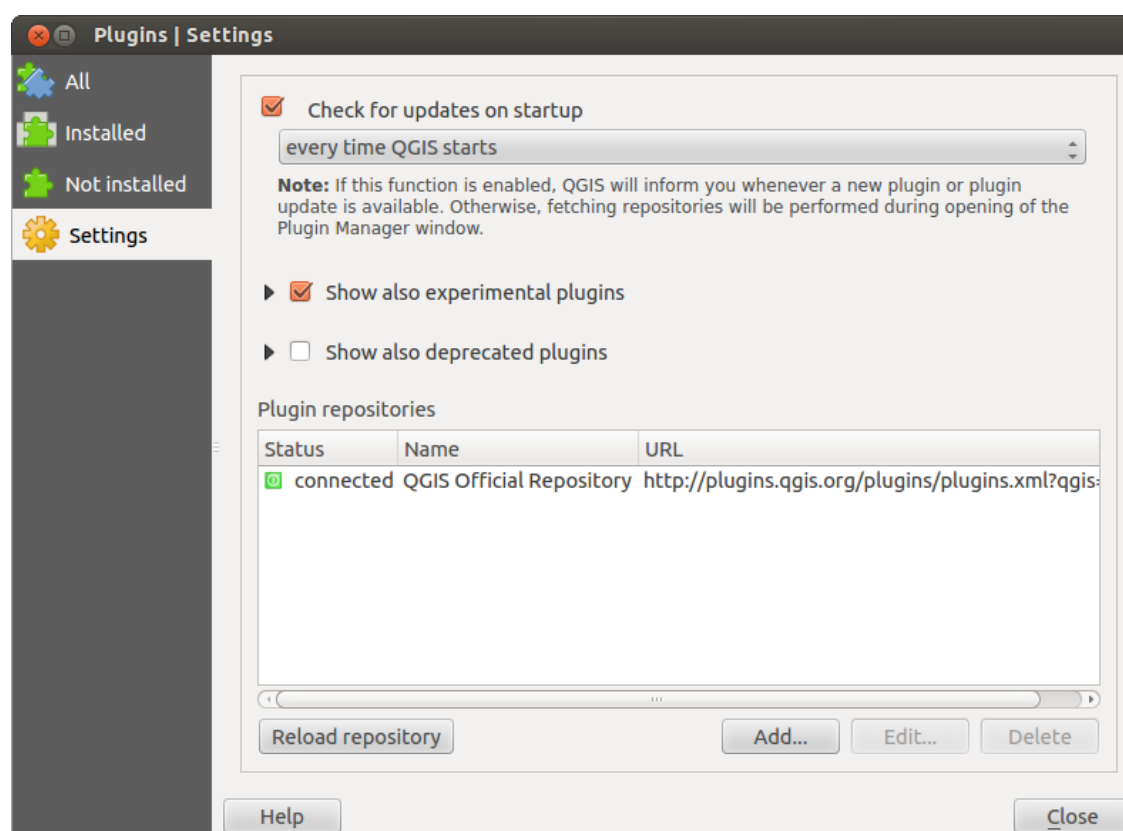 Plugins | Settings
All
Installed
Not installed
Settings
Check for updates on startup
every time QGIS starts
Note: If this function is enabled, QGIS will inform you whenever a new plugin or plugin
update is available. Otherwise, fetching repositories will be performed during opening of the
Plugin Manager window.
Show also experimental plugins
Show also deprecated plugins
Plugin repositories
Status Name URL
connected QGIS Official Repository http://plugins.qgis.org/plugins/plugins.xml?qgis=
Reload repository Add... Edit... Delete
Help Close